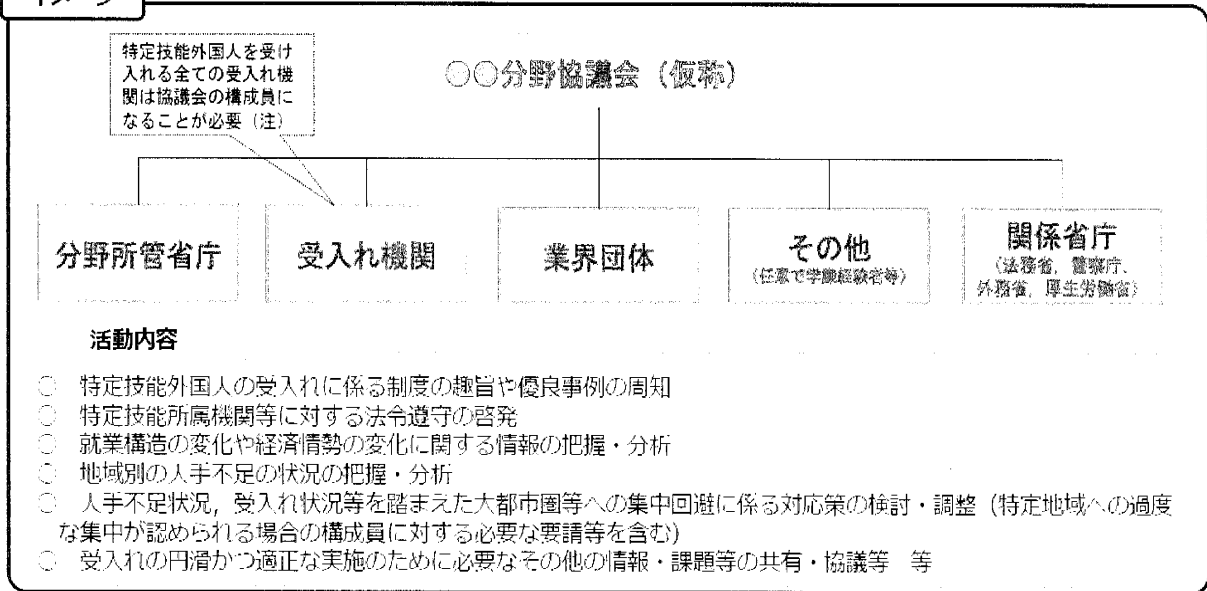 イメージ
特定技能外国人を受け
入れる全ての受入れ機
関は協議会の構成員に
なることが必要（注）
○○分野協議会（仮称）
分野所管省庁
受入れ機関
業界団体
その他
（任意で学識経験者等）
関係省庁
（法務省，警察庁、
外務省，厚生労働省）
活動内容
○ 特定技能外国人の受入れに係る制度の趣旨や優良事例の周知
○ 特定技能所属機関等に対する法令遵守の啓発
○ 就業構造の変化や経済情勢の変化に関する情報の把握・分析
○ 地域別の人手不足の状況の把握・分析
○ 人手不足状況，受入れ状況等を踏まえた大都市圏等への集中回避に係る対応策の検討・調整（特定地域への過度
な集中が認められる場合の構成員に対する必要な要請等を含む）
○ 受入れの円滑かつ適正な実施のために必要なその他の情報・課題等の共有・協議等 等